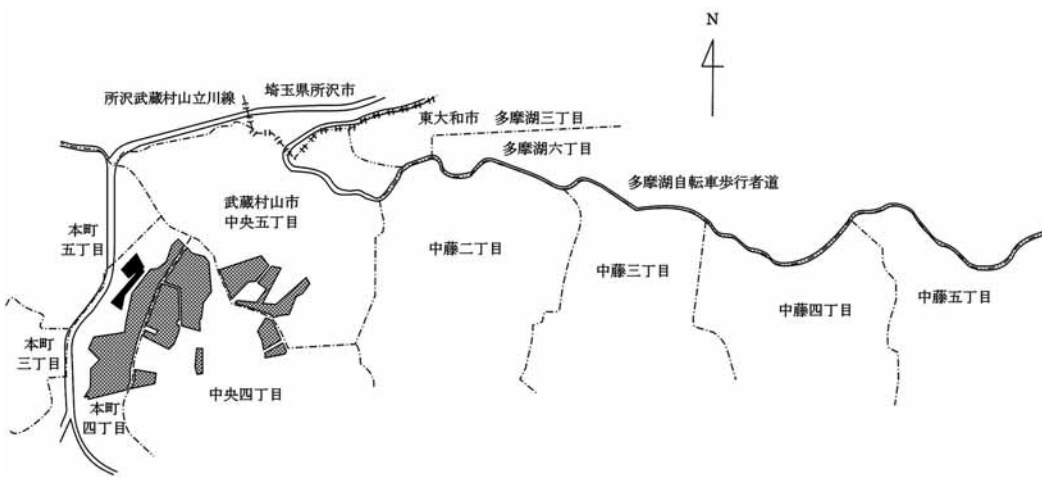 N
所沢武蔵村山立川線
埼玉県所沢市
東大和市
多摩湖三丁目
多摩湖六丁目
多摩湖自転車歩行者道
武蔵村山市
中央五丁目
本町
五丁目
中藤二丁目
中藤三丁目
中藤四丁目
中藤五丁目
本町
三丁目
中央四丁目
本町
四丁目